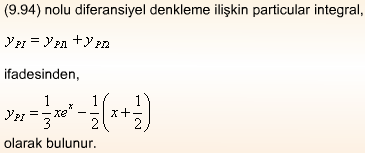 (9.94) nolu diferansiyel denkleme ilişkin particular integral,
y_PI = y_PI1 + y_PI2
ifadesinden,
y_PI = 1/3 xe^x - 1/2 (x + 1/2)
olarak bulunur.